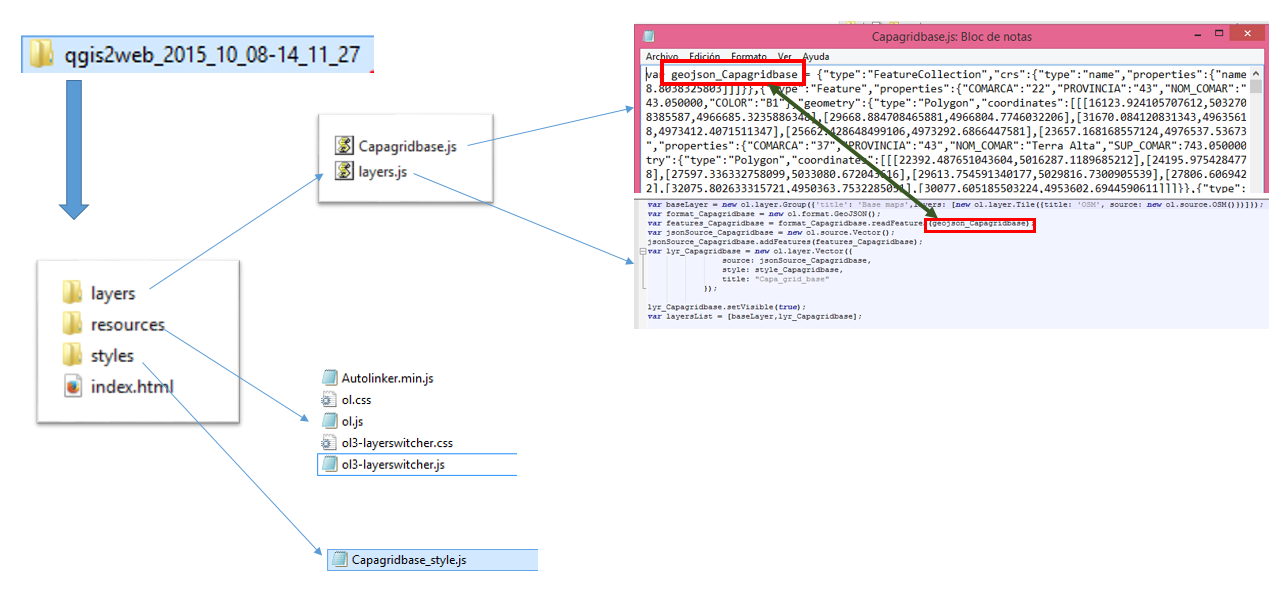 qgis2web_2015_10_08-14_11_27
layers
resources
styles
index.html
Capagridbase.js
layers.js
Autolinker.min.js
ol.css
ol.js
ol3-layerswitcher.css
ol3-layerswitcher.js
Capagridbase_style.js
Capagridbase.js: Bloc de notas
Archivo Edición Formato Ver Ayuda
var geojson_Capagridbase = {"type":"FeatureCollection","crs":{"type":"name","properties":{"name
8.8038325803]]]}},{"type":"Feature","properties":{"COMARCA":"22","PROVINCIA":"43","NOM_COMAR":"
43.050000,"COLOR":"B1"},"geometry":{"type":"Polygon","coordinates":[[[16123.924105707612,503270
8385587,4966685.3235886348],[29668.884708465881,4966804.7746032206],[31670.084120831343,4963561
8,4973412.4071511347],[25662.428648499106,4973292.6866447581],[23657.168168557124,4976537.53673
,"properties":{"COMARCA":"37","PROVINCIA":"43","NOM_COMAR":"Terra Alta","SUP_COMAR":743.050000
try":{"type":"Polygon","coordinates":[[[22392.487651043604,5016287.1189685212],[24195.975428477
8],[27597.336332758099,5033080.672043616],[29613.754591340177,5029816.7300905539],[27806.606942
2],[32075.802633315721,4950363.7532285051],[30077.605185503224,4953602.6944590611]]]}},{"type":
var baseLayer = new ol.layer.Group({'title': 'Base maps',layers: [new ol.layer.Tile({title: 'OSM', source: new ol.source.OSM()})]});
var format_Capagridbase = new ol.format.GeoJSON();
var features_Capagridbase = format_Capagridbase.readFeature (geojson_Capagridbase);
var jsonSource_Capagridbase = new ol.source.Vector();
jsonSource_Capagridbase.addFeatures(features_Capagridbase);
var lyr_Capagridbase = new ol.layer.Vector({
source: jsonSource_Capagridbase,
style: style_Capagridbase,
title: "Capa_grid_base"
});
lyr_Capagridbase.setVisible(true);
var layersList = [baseLayer,lyr_Capagridbase];